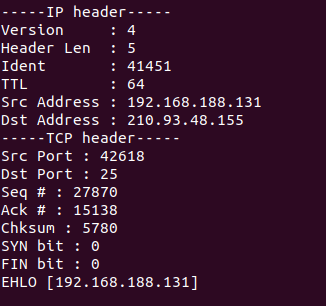 -----IP header-----
Version     : 4
Header Len  : 5
Ident       : 41451
TTL         : 64
Src Address : 192.168.188.131
Dst Address : 210.93.48.155
-----TCP header-----
Src Port : 42618
Dst Port : 25
Seq # : 27870
Ack # : 15138
Chksum : 5780
SYN bit : 0
FIN bit : 0
EHLO [192.168.188.131]